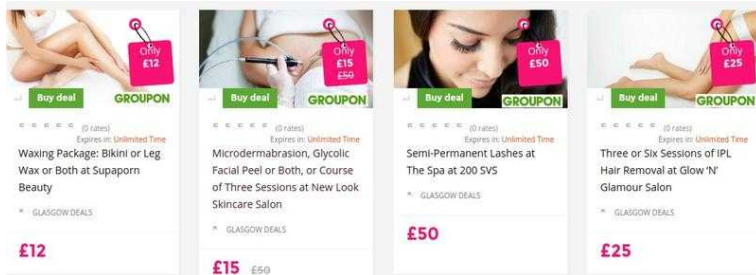 Only
£12
Buy deal
GROUPON
(0 rates)
Expires in: Unlimited Time
Waxing Package: Bikini or Leg
Wax or Both at Supaporn
Beauty
GLASGOW DEALS
£12
Only
£15
£50
Buy deal
GROUPON
(0 rates)
Expires in: Unlimited Time
Microdermabrasion, Glycolic
Facial Peel or Both, or Course
of Three Sessions at New Look
Skincare Salon
GLASGOW DEALS
£15 £50
Only
£50
Buy deal
GROUPON
(0 rates)
Expires in: Unlimited Time
Semi-Permanent Lashes at
The Spa at 200 SVS
GLASGOW DEALS
£50
Only
£25
Buy deal
GROUPON
(0 rates)
Expires in: Unlimited Time
Three or Six Sessions of IPL
Hair Removal at Glow 'N'
Glamour Salon
GLASGOW DEALS
£25